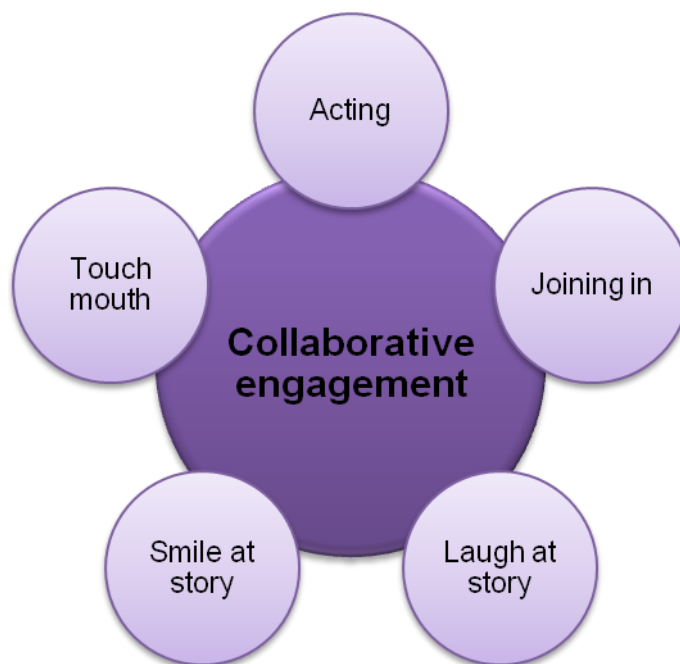 Acting
Touch
mouth
Joining in
Collaborative
engagement
Smile at
story
Laugh at
story